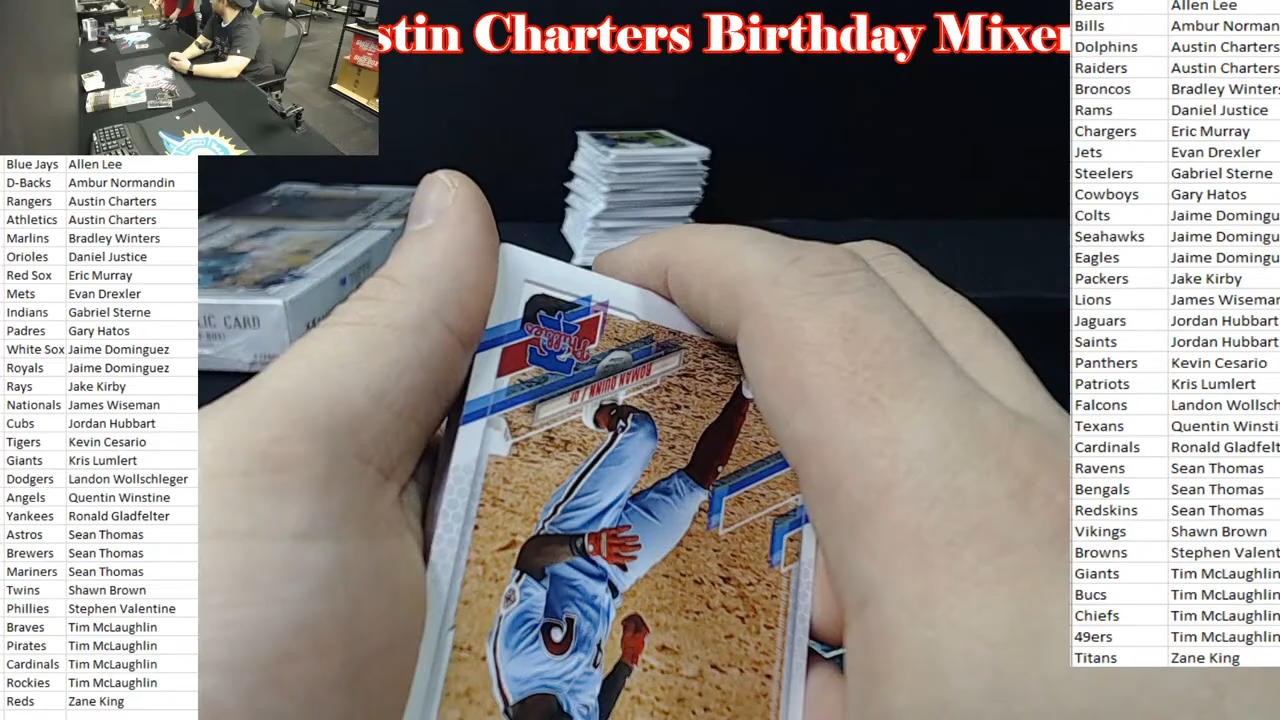 stin Charters Birthday Mixer
Blue Jays Allen Lee
D-Backs Ambur Normandin
Rangers Austin Charters
Athletics Austin Charters
Marlins Bradley Winters
Orioles Daniel Justice
Red Sox Eric Murray
Mets Evan Drexler
Indians Gabriel Sterne
Padres Gary Hatos
White Sox Jaime Dominguez
Royals Jaime Dominguez
Rays Jake Kirby
Nationals James Wiseman
Cubs Jordan Hubbart
Tigers Kevin Cesario
Giants Kris Lumlert
Dodgers Landon Wollschleger
Angels Quentin Winstine
Yankees Ronald Gladfelter
Astros Sean Thomas
Brewers Sean Thomas
Mariners Sean Thomas
Twins Shawn Brown
Phillies Stephen Valentine
Braves Tim McLaughlin
Pirates Tim McLaughlin
Cardinals Tim McLaughlin
Rockies Tim McLaughlin
Reds Zane King
LIC CARD
Phillies
ROMAN QUINN / OF
Bears Allen Lee
Bills Ambur Norman
Dolphins Austin Charters
Raiders Austin Charters
Broncos Bradley Winters
Rams Daniel Justice
Chargers Eric Murray
Jets Evan Drexler
Steelers Gabriel Sterne
Cowboys Gary Hatos
Colts Jaime Domingu
Seahawks Jaime Domingu
Eagles Jaime Domingu
Packers Jake Kirby
Lions James Wiseman
Jaguars Jordan Hubbart
Saints Jordan Hubbart
Panthers Kevin Cesario
Patriots Kris Lumlert
Falcons Landon Wollsch
Texans Quentin Winsti
Cardinals Ronald Gladfelt
Ravens Sean Thomas
Bengals Sean Thomas
Redskins Sean Thomas
Vikings Shawn Brown
Browns Stephen Valent
Giants Tim McLaughlin
Bucs Tim McLaughlin
Chiefs Tim McLaughlin
49ers Tim McLaughlin
Titans Zane King